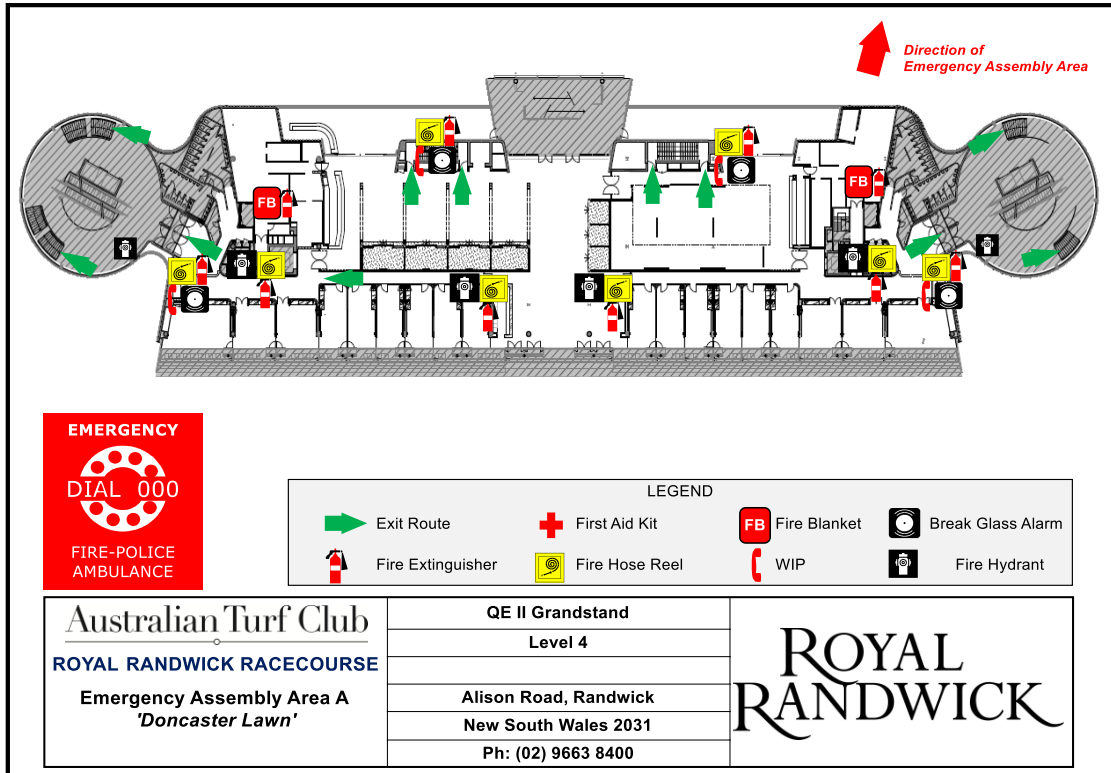 Direction of
Emergency Assembly Area
FB
FB
EMERGENCY
DIAL 000
FIRE-POLICE
AMBULANCE
LEGEND
Exit Route
First Aid Kit
FB
Fire Blanket
Break Glass Alarm
Fire Extinguisher
Fire Hose Reel
WIP
Fire Hydrant
Australian Turf Club
ROYAL RANDWICK RACECOURSE
Emergency Assembly Area A
'Doncaster Lawn'
QE II Grandstand
Level 4
Alison Road, Randwick
New South Wales 2031
Ph: (02) 9663 8400
ROYAL
RANDWICK